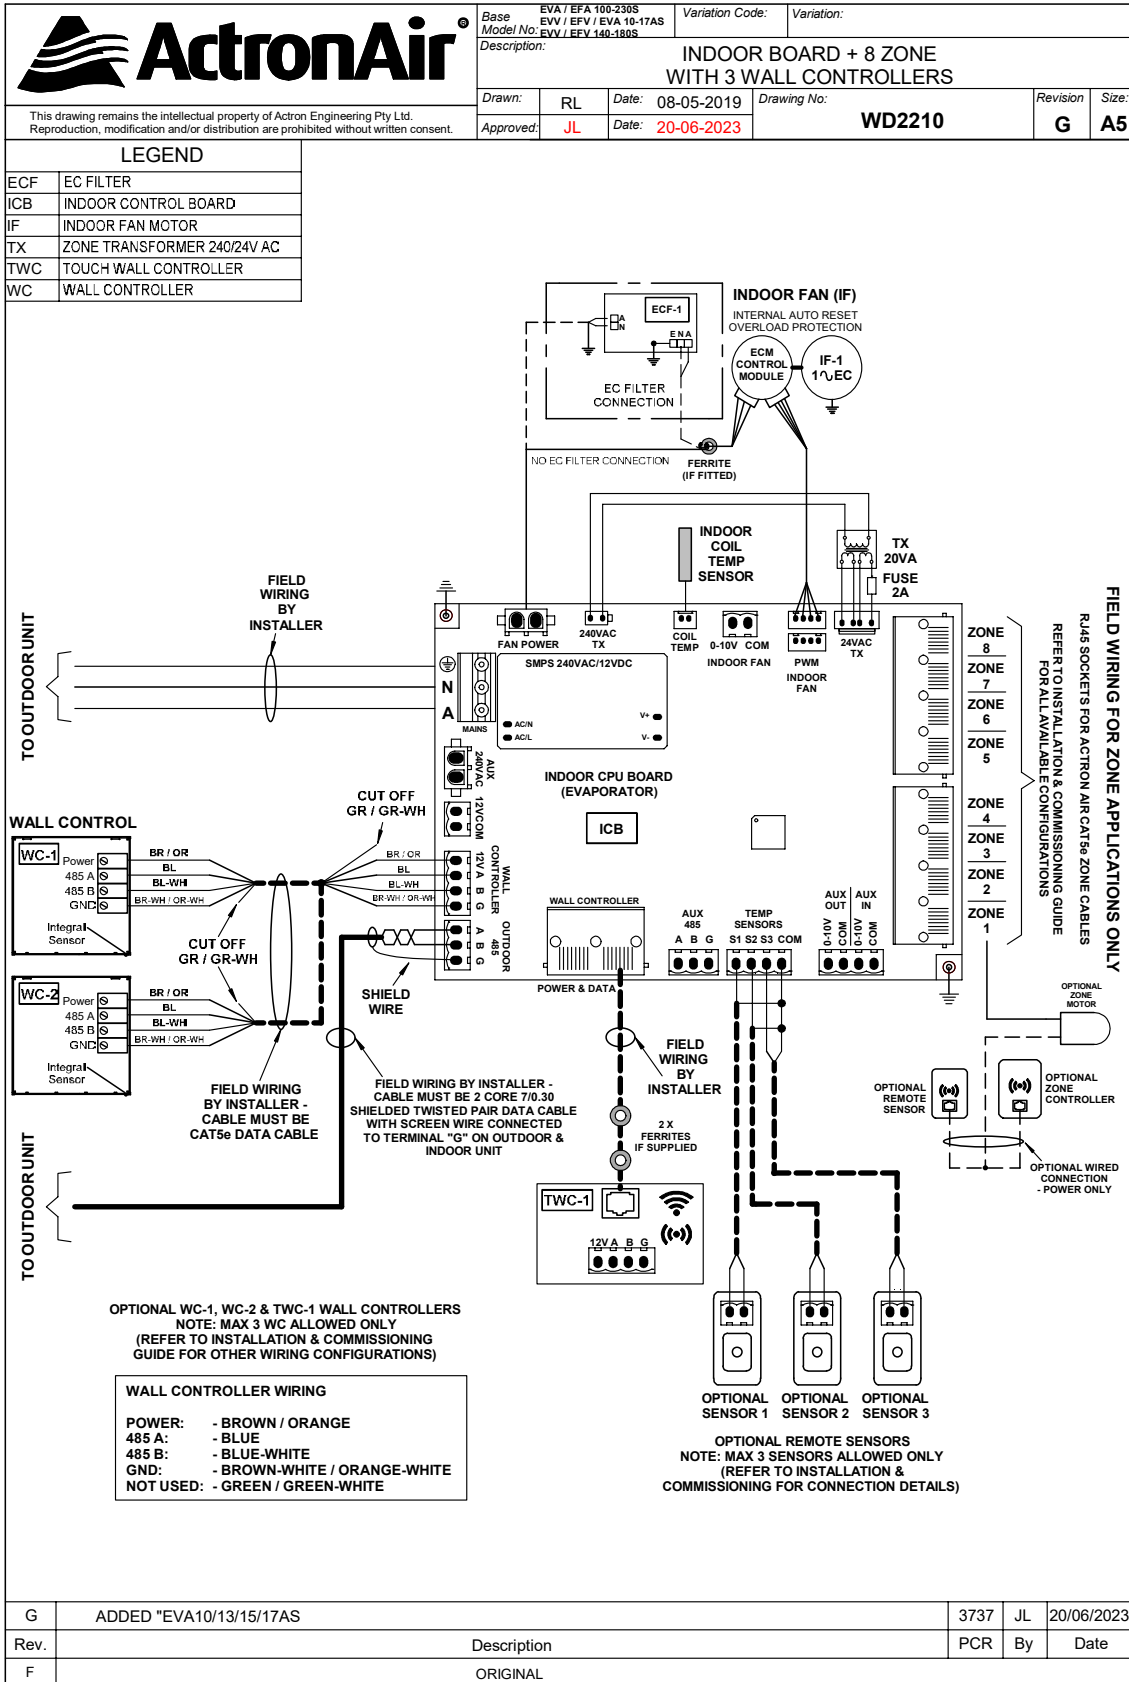 ActronAir®
This drawing remains the intellectual property of Actron Engineering Pty Ltd.
Reproduction, modification and/or distribution are prohibited without written consent.
Base Model No:
EVA / EFA 100-230S
EVV / EFV / EVA 10-17AS
EVV / EFV 140-180S
Variation Code:
Variation:
Description:
INDOOR BOARD + 8 ZONE
WITH 3 WALL CONTROLLERS
Drawn: RL Date: 08-05-2019
Approved: JL Date: 20-06-2023
Drawing No: WD2210
Revision G
Size: A5
LEGEND
ECF EC FILTER
ICB INDOOR CONTROL BOARD
IF INDOOR FAN MOTOR
TX ZONE TRANSFORMER 240/24V AC
TWC TOUCH WALL CONTROLLER
WC WALL CONTROLLER
ECF-1
A
N
E N A
EC FILTER
CONNECTION
INDOOR FAN (IF)
INTERNAL AUTO RESET
OVERLOAD PROTECTION
ECM
CONTROL
MODULE
IF-1
1∿EC
NO EC FILTER CONNECTION
FERRITE
(IF FITTED)
INDOOR
COIL
TEMP
SENSOR
TX
20VA
FUSE
2A
FIELD
WIRING
BY
INSTALLER
TO OUTDOOR UNIT
FAN POWER
240VAC
TX
COIL
TEMP
0-10V COM
INDOOR FAN
PWM
INDOOR
FAN
24VAC
TX
N
A
MAINS
SMPS 240VAC/12VDC
AC/N
AC/L
V+
V-
AUX
240VAC
12V COM
INDOOR CPU BOARD
(EVAPORATOR)
ICB
ZONE
8
ZONE
7
ZONE
6
ZONE
5
ZONE
4
ZONE
3
ZONE
2
ZONE
1
FIELD WIRING FOR ZONE APPLICATIONS ONLY
RJ45 SOCKETS FOR ACTRON AIR CAT5e ZONE CABLES
REFER TO INSTALLATION & COMMISSIONING GUIDE
FOR ALL AVAILABLE CONFIGURATIONS
WALL CONTROL
WC-1
Power
485 A
485 B
GND
Integral
Sensor
BR / OR
BL
BL-WH
BR-WH / OR-WH
CUT OFF
GR / GR-WH
BR / OR
BL
BL-WH
BR-WH / OR-WH
WALL
CONTROLLER
12V A B G
OUTDOOR
485
A B G
CUT OFF
GR / GR-WH
WC-2
Power
485 A
485 B
GND
Integral
Sensor
BR / OR
BL
BL-WH
BR-WH / OR-WH
SHIELD
WIRE
WALL CONTROLLER
POWER & DATA
AUX
485
A B G
TEMP
SENSORS
S1 S2 S3 COM
AUX
OUT
AUX
IN
0-10V
COM
0-10V
COM
OPTIONAL
ZONE
MOTOR
FIELD WIRING
BY INSTALLER -
CABLE MUST BE
CAT5e DATA CABLE
FIELD WIRING BY INSTALLER -
CABLE MUST BE 2 CORE 7/0.30
SHIELDED TWISTED PAIR DATA CABLE
WITH SCREEN WIRE CONNECTED
TO TERMINAL "G" ON OUTDOOR &
INDOOR UNIT
FIELD
WIRING
BY
INSTALLER
2 X
FERRITES
IF SUPPLIED
OPTIONAL
REMOTE
SENSOR
OPTIONAL
ZONE
CONTROLLER
OPTIONAL WIRED
CONNECTION
- POWER ONLY
TO OUTDOOR UNIT
TWC-1
12V A B G
OPTIONAL WC-1, WC-2 & TWC-1 WALL CONTROLLERS
NOTE: MAX 3 WC ALLOWED ONLY
(REFER TO INSTALLATION & COMMISSIONING
GUIDE FOR OTHER WIRING CONFIGURATIONS)
WALL CONTROLLER WIRING
POWER: - BROWN / ORANGE
485 A: - BLUE
485 B: - BLUE-WHITE
GND: - BROWN-WHITE / ORANGE-WHITE
NOT USED: - GREEN / GREEN-WHITE
OPTIONAL
SENSOR 1
OPTIONAL
SENSOR 2
OPTIONAL
SENSOR 3
OPTIONAL REMOTE SENSORS
NOTE: MAX 3 SENSORS ALLOWED ONLY
(REFER TO INSTALLATION &
COMMISSIONING FOR CONNECTION DETAILS)
G ADDED "EVA10/13/15/17AS 3737 JL 20/06/2023
Rev. Description PCR By Date
F ORIGINAL